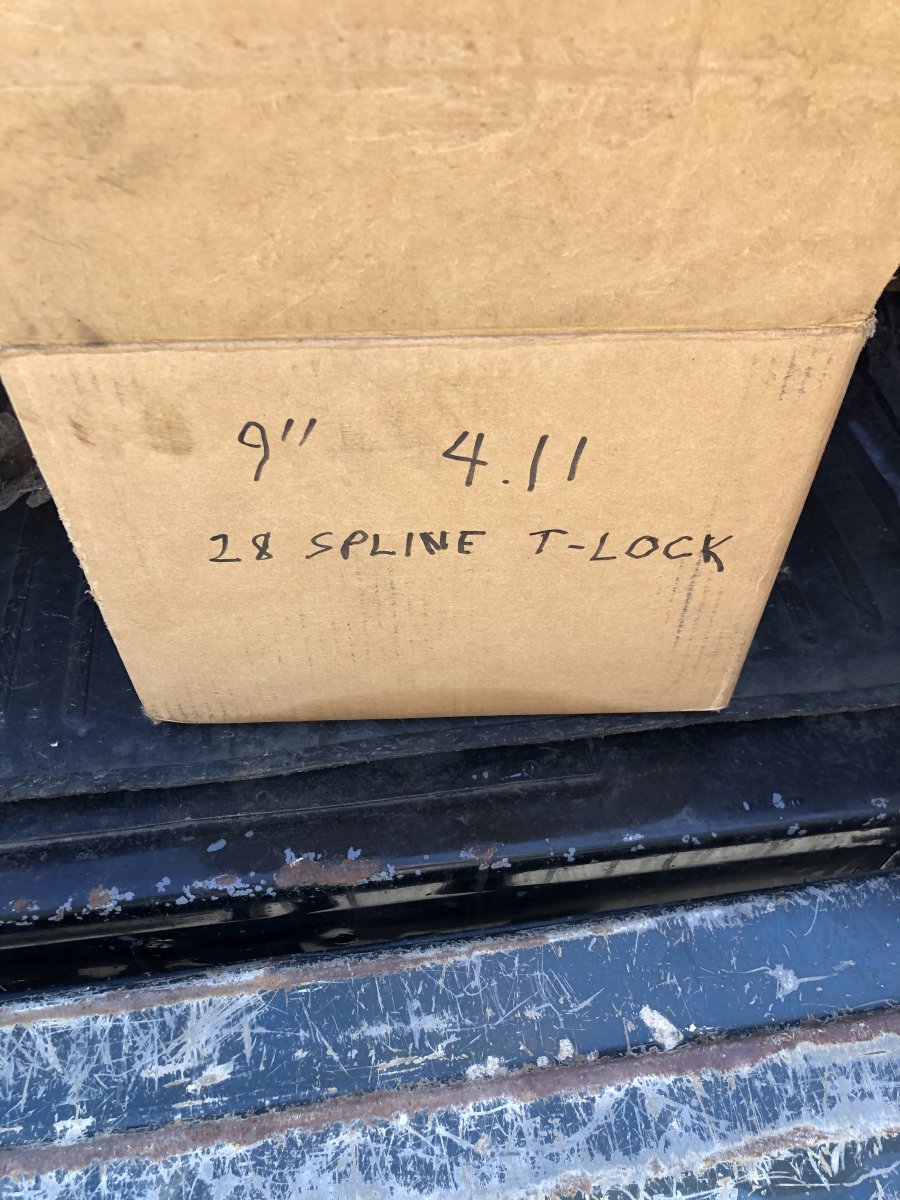 9" 4.11
28 SPLINE T-LOCK